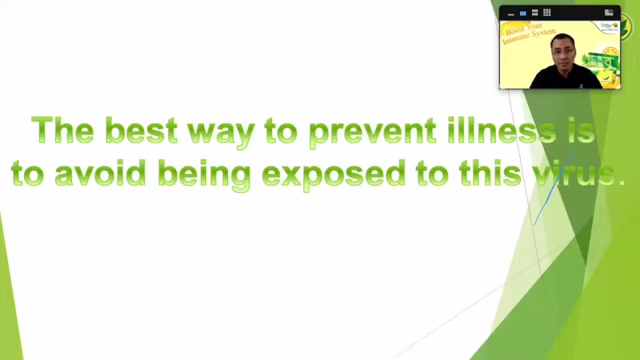 Boost Your
Immune System
The best way to prevent illness is
to avoid being exposed to this virus.